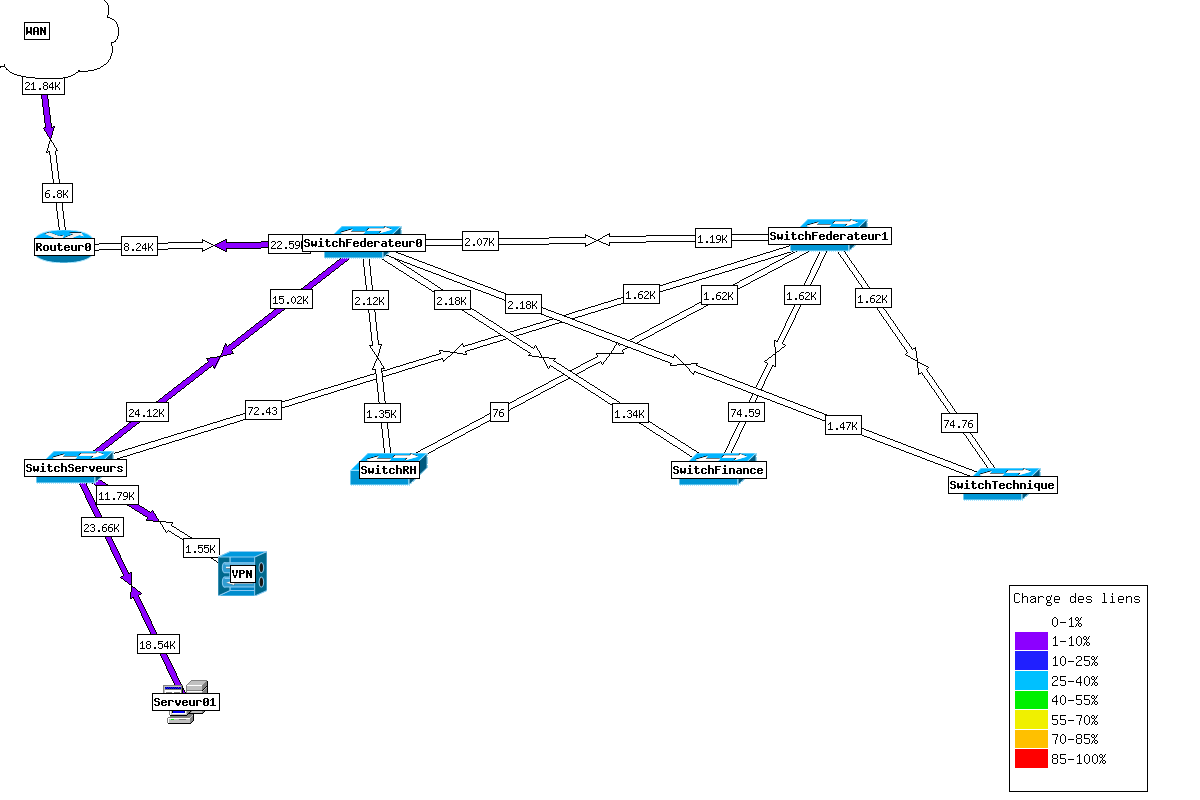 WAN
21.84K
6.8K
Routeur0
8.24K
22.59
SwitchFederateur0
2.07K
1.19K
SwitchFederateur1
15.02K
2.12K
2.18K
2.18K
1.62K
1.62K
1.62K
1.62K
24.12K
72.43
1.35K
76
1.34K
74.59
1.47K
74.76
SwitchServeurs
SwitchRH
SwitchFinance
SwitchTechnique
11.79K
23.66K
1.55K
VPN
18.54K
Serveur01
Charge des liens
0-1%
1-10%
10-25%
25-40%
40-55%
55-70%
70-85%
85-100%